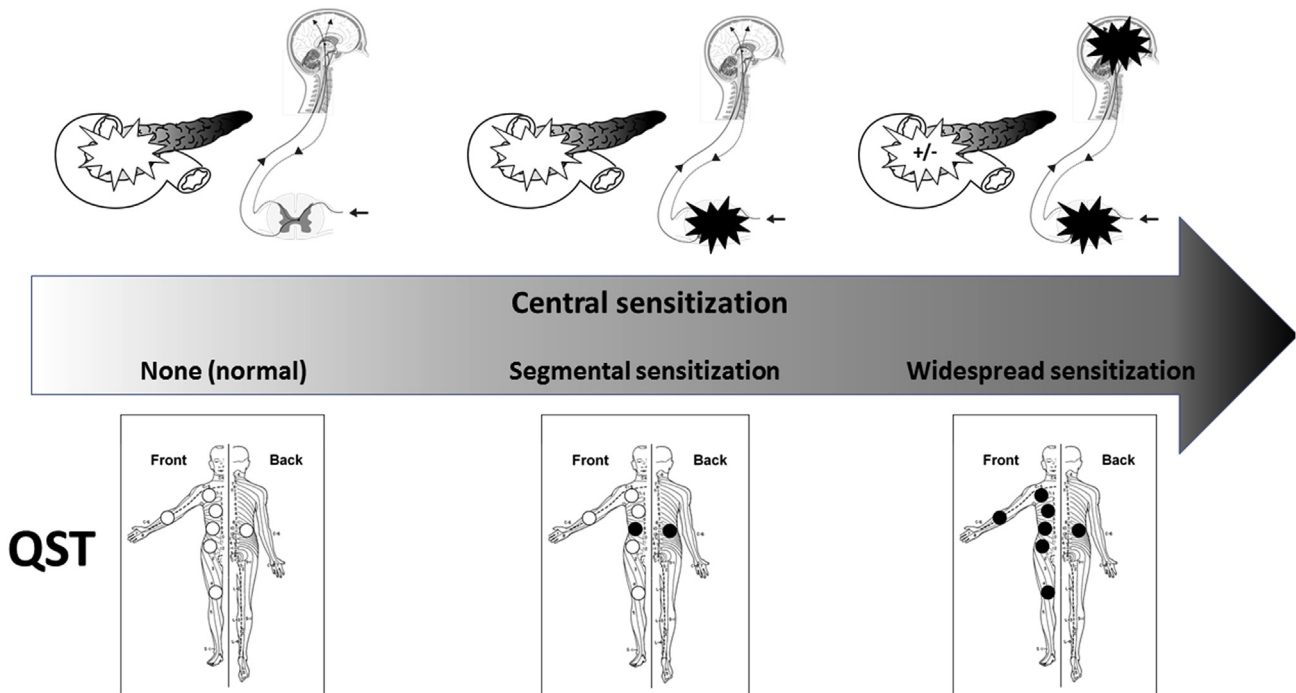 +/-
Central sensitization
None (normal)
Segmental sensitization
Widespread sensitization
QST
Front
Back
Front
Back
Front
Back